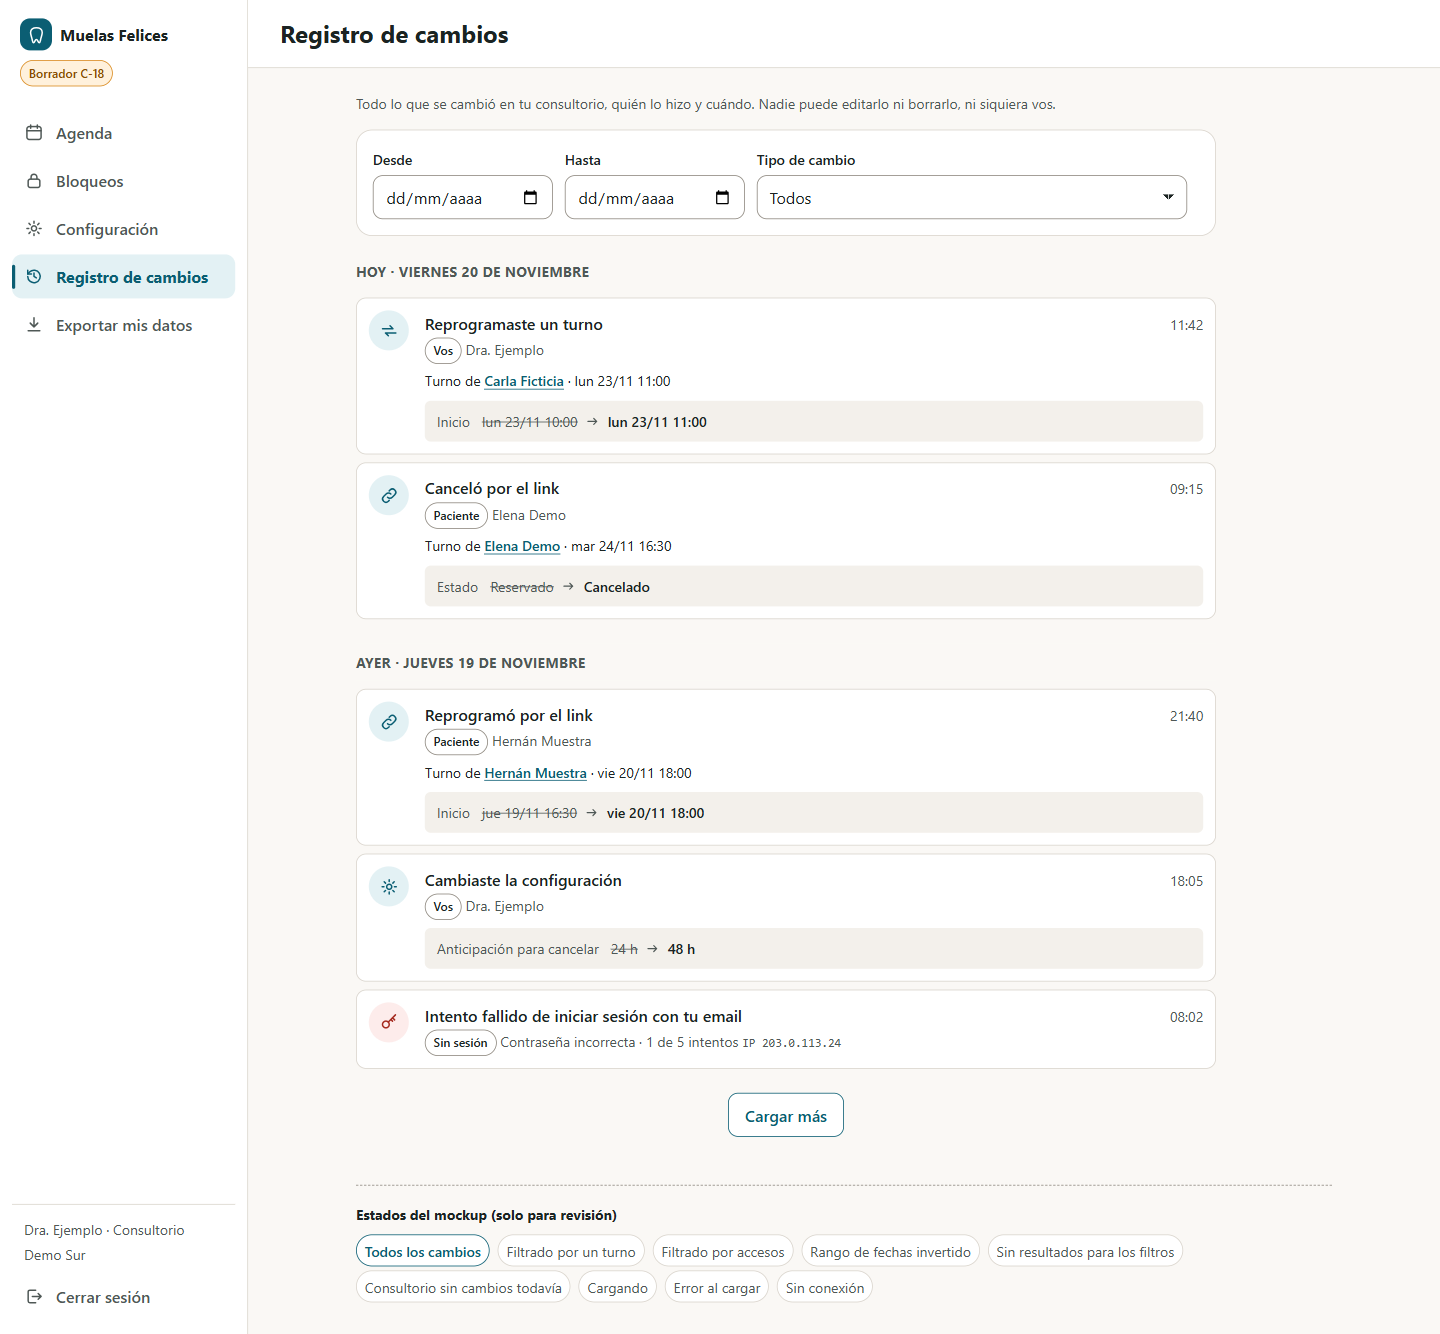 Muelas Felices
Borrador C-18
Agenda
Bloqueos
Configuración
Registro de cambios
Exportar mis datos
Dra. Ejemplo · Consultorio
Demo Sur
Cerrar sesión
Registro de cambios
Todo lo que se cambió en tu consultorio, quién lo hizo y cuándo. Nadie puede editarlo ni borrarlo, ni siquiera vos.
Desde Hasta Tipo de cambio
dd/mm/aaaa dd/mm/aaaa Todos
HOY · VIERNES 20 DE NOVIEMBRE
Reprogramaste un turno 11:42
Vos Dra. Ejemplo
Turno de Carla Ficticia · lun 23/11 11:00
Inicio lun 23/11 10:00 → lun 23/11 11:00
Canceló por el link 09:15
Paciente Elena Demo
Turno de Elena Demo · mar 24/11 16:30
Estado Reservado → Cancelado
AYER · JUEVES 19 DE NOVIEMBRE
Reprogramó por el link 21:40
Paciente Hernán Muestra
Turno de Hernán Muestra · vie 20/11 18:00
Inicio jue 19/11 16:30 → vie 20/11 18:00
Cambiaste la configuración 18:05
Vos Dra. Ejemplo
Anticipación para cancelar 24 h → 48 h
Intento fallido de iniciar sesión con tu email 08:02
Sin sesión Contraseña incorrecta · 1 de 5 intentos IP 203.0.113.24
Cargar más
Estados del mockup (solo para revisión)
Todos los cambios Filtrado por un turno Filtrado por accesos Rango de fechas invertido Sin resultados para los filtros
Consultorio sin cambios todavía Cargando Error al cargar Sin conexión